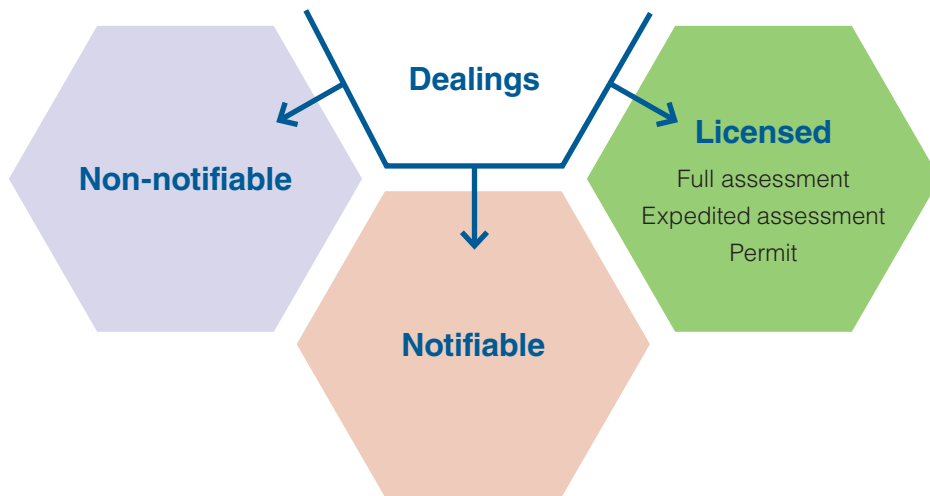 Dealings
Non-notifiable
Licensed
Full assessment
Expedited assessment
Permit
Notifiable